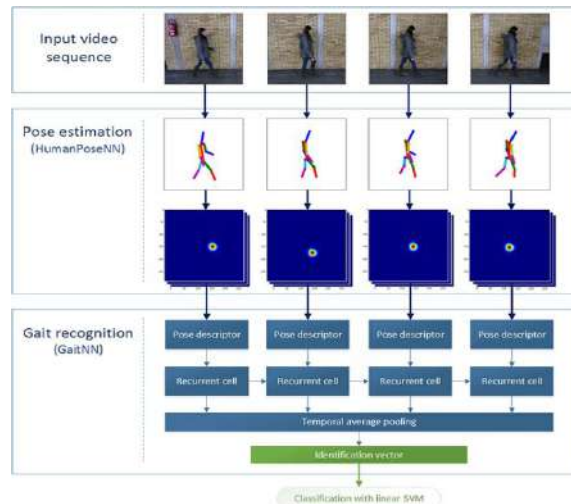 Input video
sequence
Pose estimation
(HumanPoseNN)
Gait recognition
(GaitNN)
Pose descriptor
Pose descriptor
Pose descriptor
Pose descriptor
Recurrent cell
Recurrent cell
Recurrent cell
Recurrent cell
Temporal average pooling
Identification vector
Classification with linear SVM